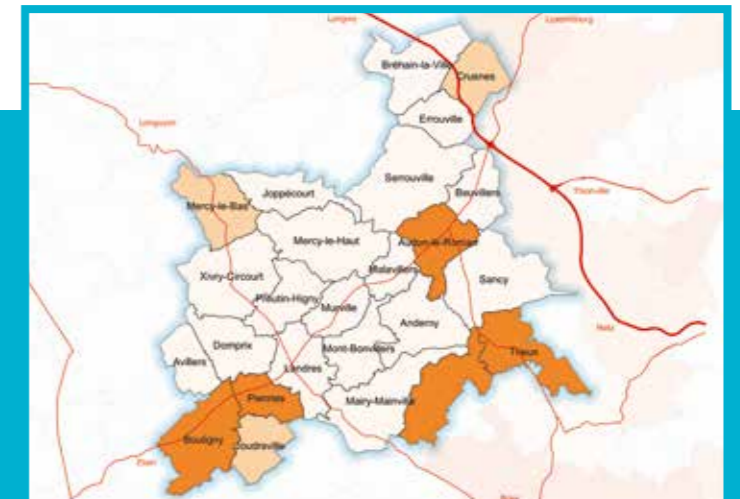 Longwy
Luxembourg
Bréhain-la-Ville
Crusnes
Errouville
Longuyon
Serrouville
Beuvillers
Thionville
Joppécourt
Mercy-le-Bas
Mercy-le-Haut
Audun-le-Roman
Malavillers
Xivry-Circourt
Sancy
Preutin-Higny
Murville
Anderny
Metz
Domprix
Mont-Bonvillers
Avillers
Landres
Trieux
Piennes
Mairy-Mainville
Bouligny
Joudreville
Etain
Briey